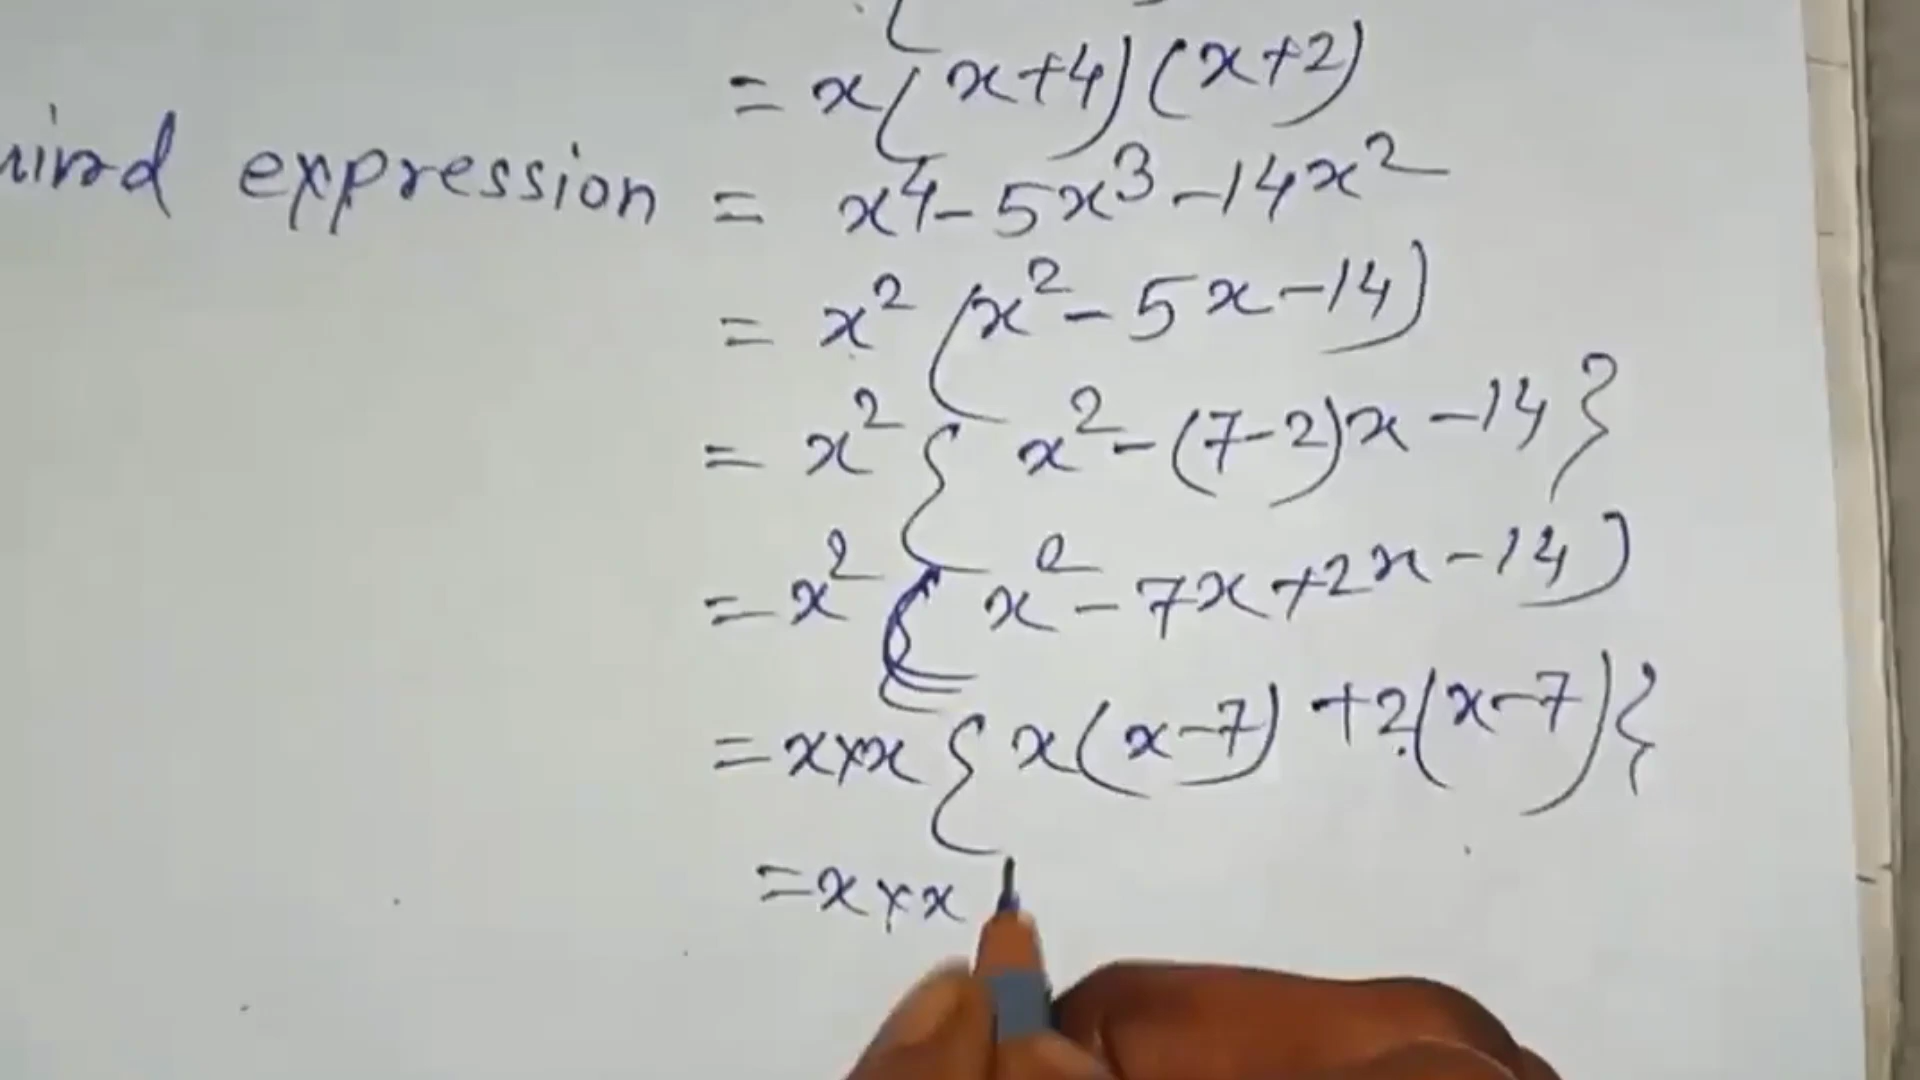 = x(x+4)(x+2)
expression = x⁴-5x³-14x²
= x²(x²-5x-14)
= x²{x²-(7-2)x-14}
= x²(x²-7x+2x-14)
= x×x{x(x-7)+2(x-7)}
= x×x